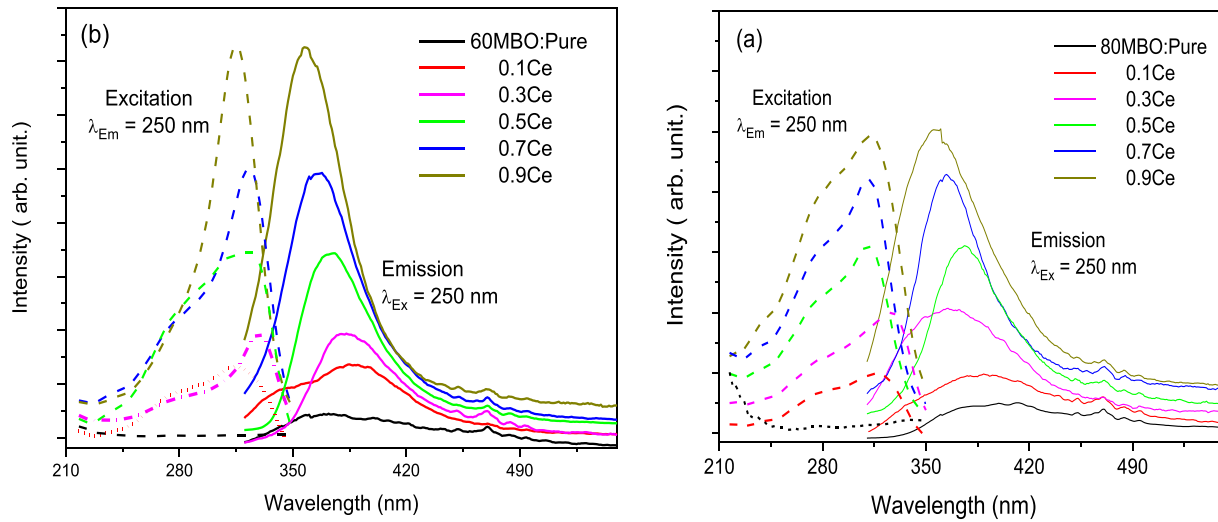 (b)
60MBO:Pure
0.1Ce
0.3Ce
0.5Ce
0.7Ce
0.9Ce
Excitation
λEm = 250 nm
Emission
λEx = 250 nm
Intensity ( arb. unit.)
210 280 350 420 490
Wavelength (nm)
(a)
80MBO:Pure
0.1Ce
0.3Ce
0.5Ce
0.7Ce
0.9Ce
Excitation
λEm = 250 nm
Emission
λEx = 250 nm
Intensity ( arb. unit.)
210 280 350 420 490
Wavelength (nm)